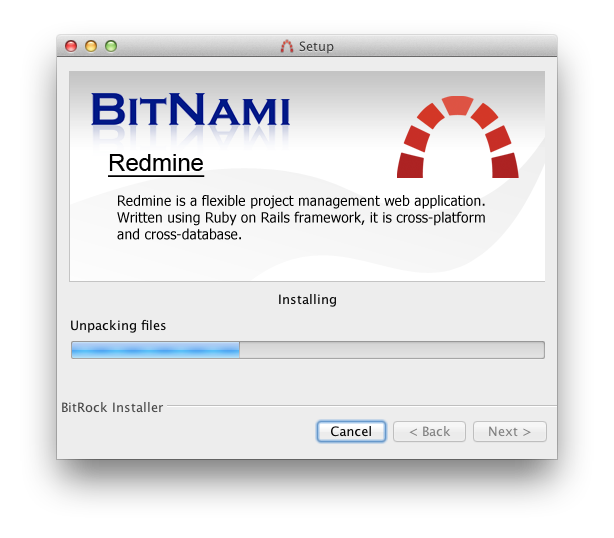 Setup
BITNAMI
Redmine
Redmine is a flexible project management web application.
Written using Ruby on Rails framework, it is cross-platform
and cross-database.
Installing
Unpacking files
BitRock Installer
Cancel
< Back
Next >